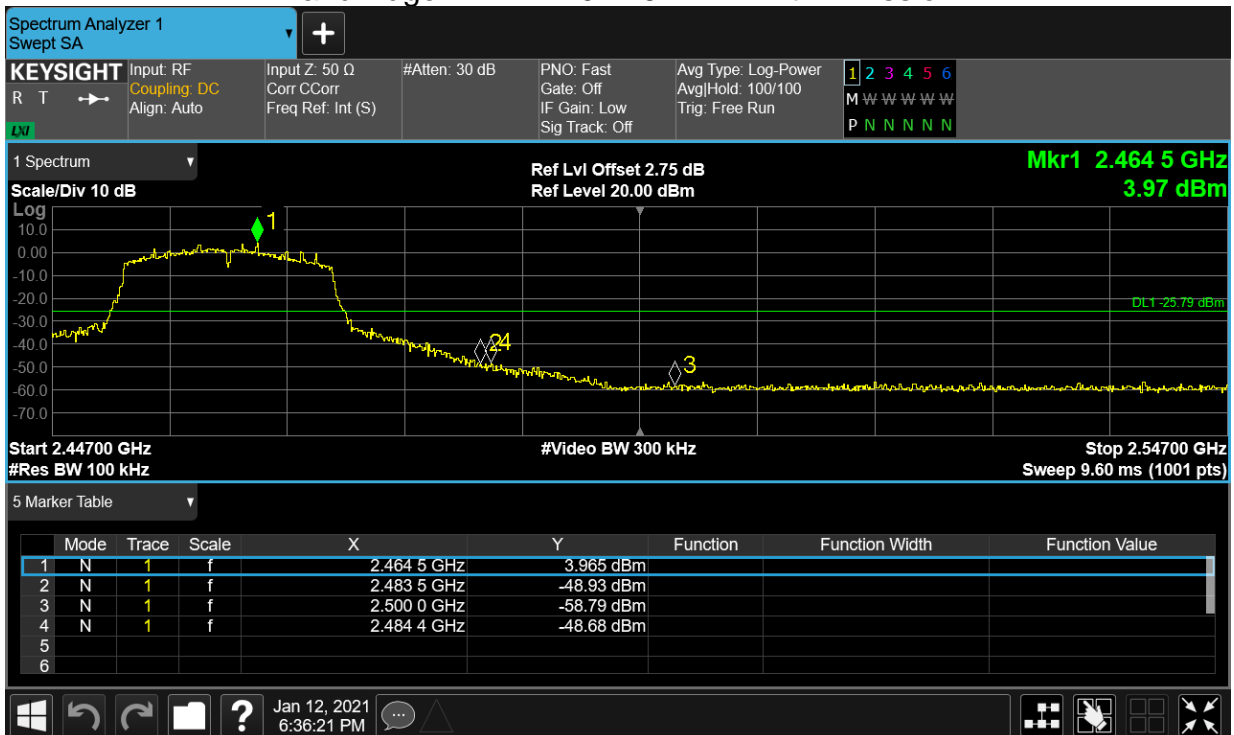 Spectrum Analyzer 1
Swept SA
+
KEYSIGHT Input: RF Input Z: 50 Ω #Atten: 30 dB PNO: Fast Avg Type: Log-Power 1 2 3 4 5 6
R T Coupling: DC Corr CCorr Gate: Off Avg|Hold: 100/100 M W W W W W
Align: Auto Freq Ref: Int (S) IF Gain: Low Trig: Free Run
LXI Sig Track: Off P N N N N N
1 Spectrum Ref Lvl Offset 2.75 dB Mkr1 2.464 5 GHz
Scale/Div 10 dB Ref Level 20.00 dBm 3.97 dBm
Log
1
10.0
0.00
-10.0
-20.0
DL1 -25.79 dBm
-30.0
-40.0
24
-50.0
3
-60.0
-70.0
Start 2.44700 GHz #Video BW 300 kHz Stop 2.54700 GHz
#Res BW 100 kHz Sweep 9.60 ms (1001 pts)
5 Marker Table
Mode Trace Scale X Y Function Function Width Function Value
1 N 1 f 2.464 5 GHz 3.965 dBm
2 N 1 f 2.483 5 GHz -48.93 dBm
3 N 1 f 2.500 0 GHz -58.79 dBm
4 N 1 f 2.484 4 GHz -48.68 dBm
5
6
? Jan 12, 2021
6:36:21 PM